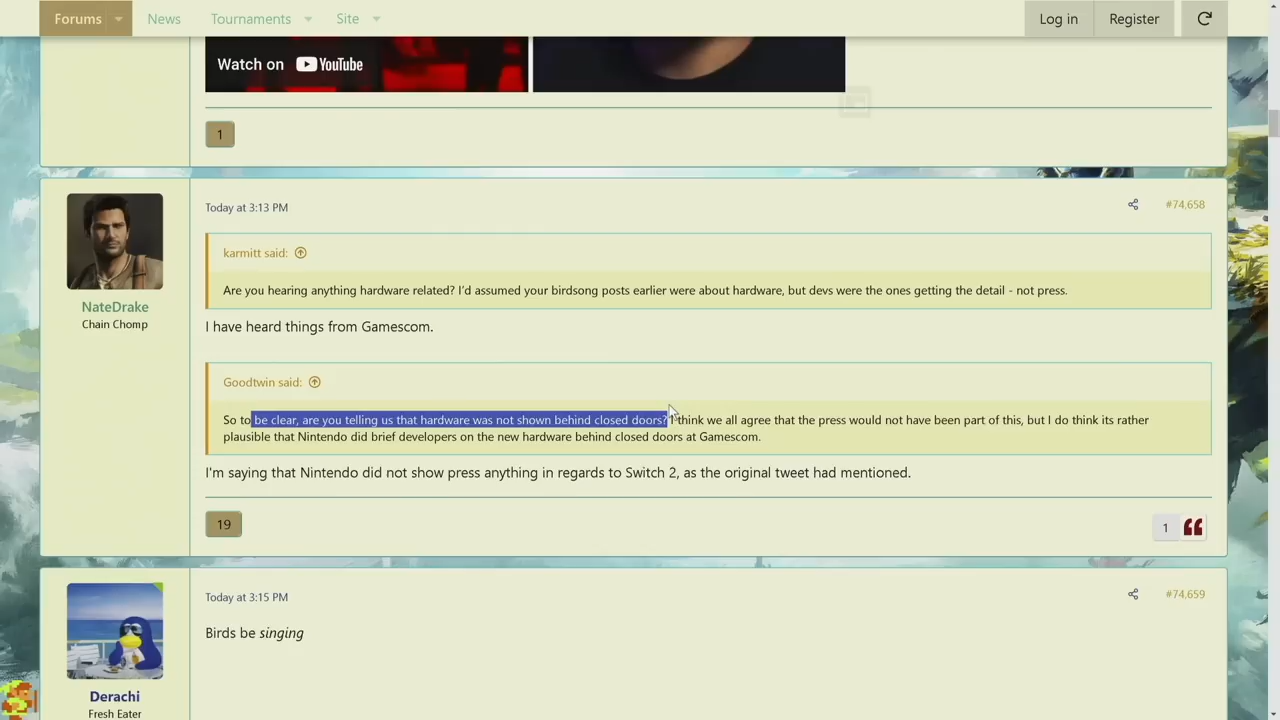 Forums News Tournaments Site Log in Register
Watch on YouTube
1
Today at 3:13 PM #74,658
karmitt said:
Are you hearing anything hardware related? I'd assumed your birdsong posts earlier were about hardware, but devs were the ones getting the detail - not press.
NateDrake
Chain Chomp
I have heard things from Gamescom.
Goodtwin said:
So to be clear, are you telling us that hardware was not shown behind closed doors? I think we all agree that the press would not have been part of this, but I do think its rather
plausible that Nintendo did brief developers on the new hardware behind closed doors at Gamescom.
I'm saying that Nintendo did not show press anything in regards to Switch 2, as the original tweet had mentioned.
19 1
Today at 3:15 PM #74,659
Birds be singing
Derachi
Fresh Eater